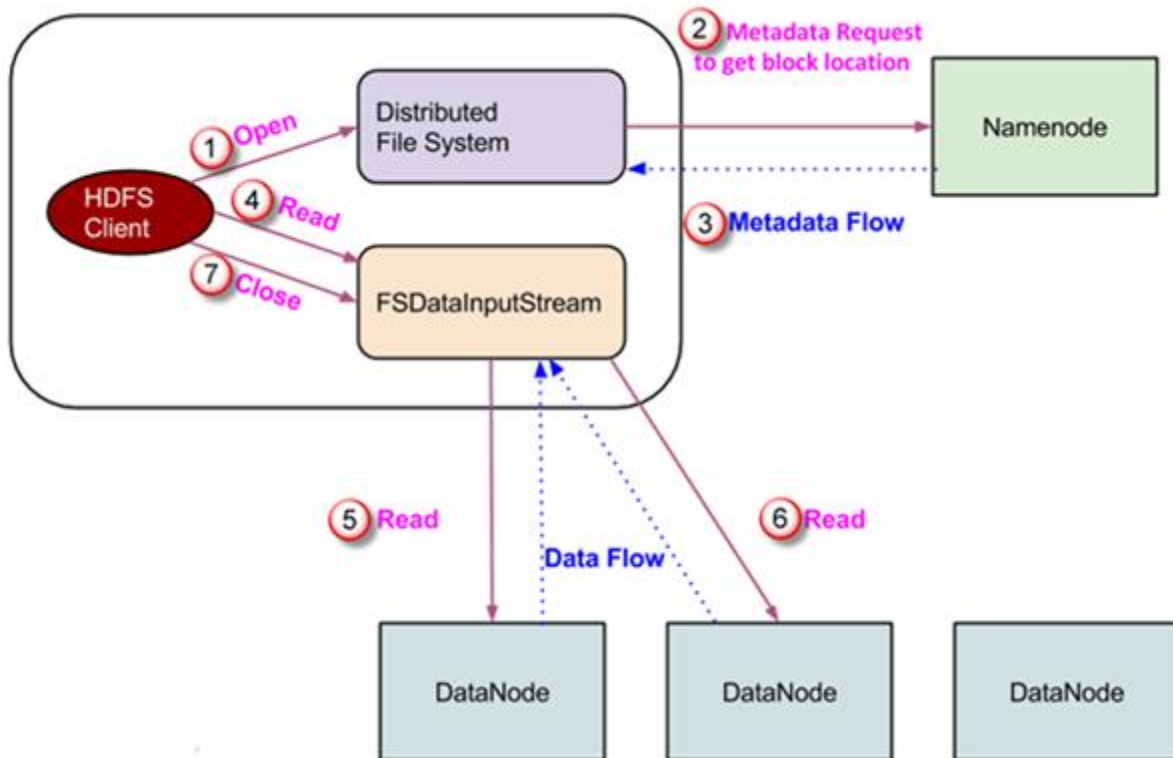 2 Metadata Request
to get block location
Distributed
File System
Namenode
1 Open
HDFS
Client
4 Read
3 Metadata Flow
7 Close
FSDataInputStream
5 Read
6 Read
Data Flow
DataNode
DataNode
DataNode